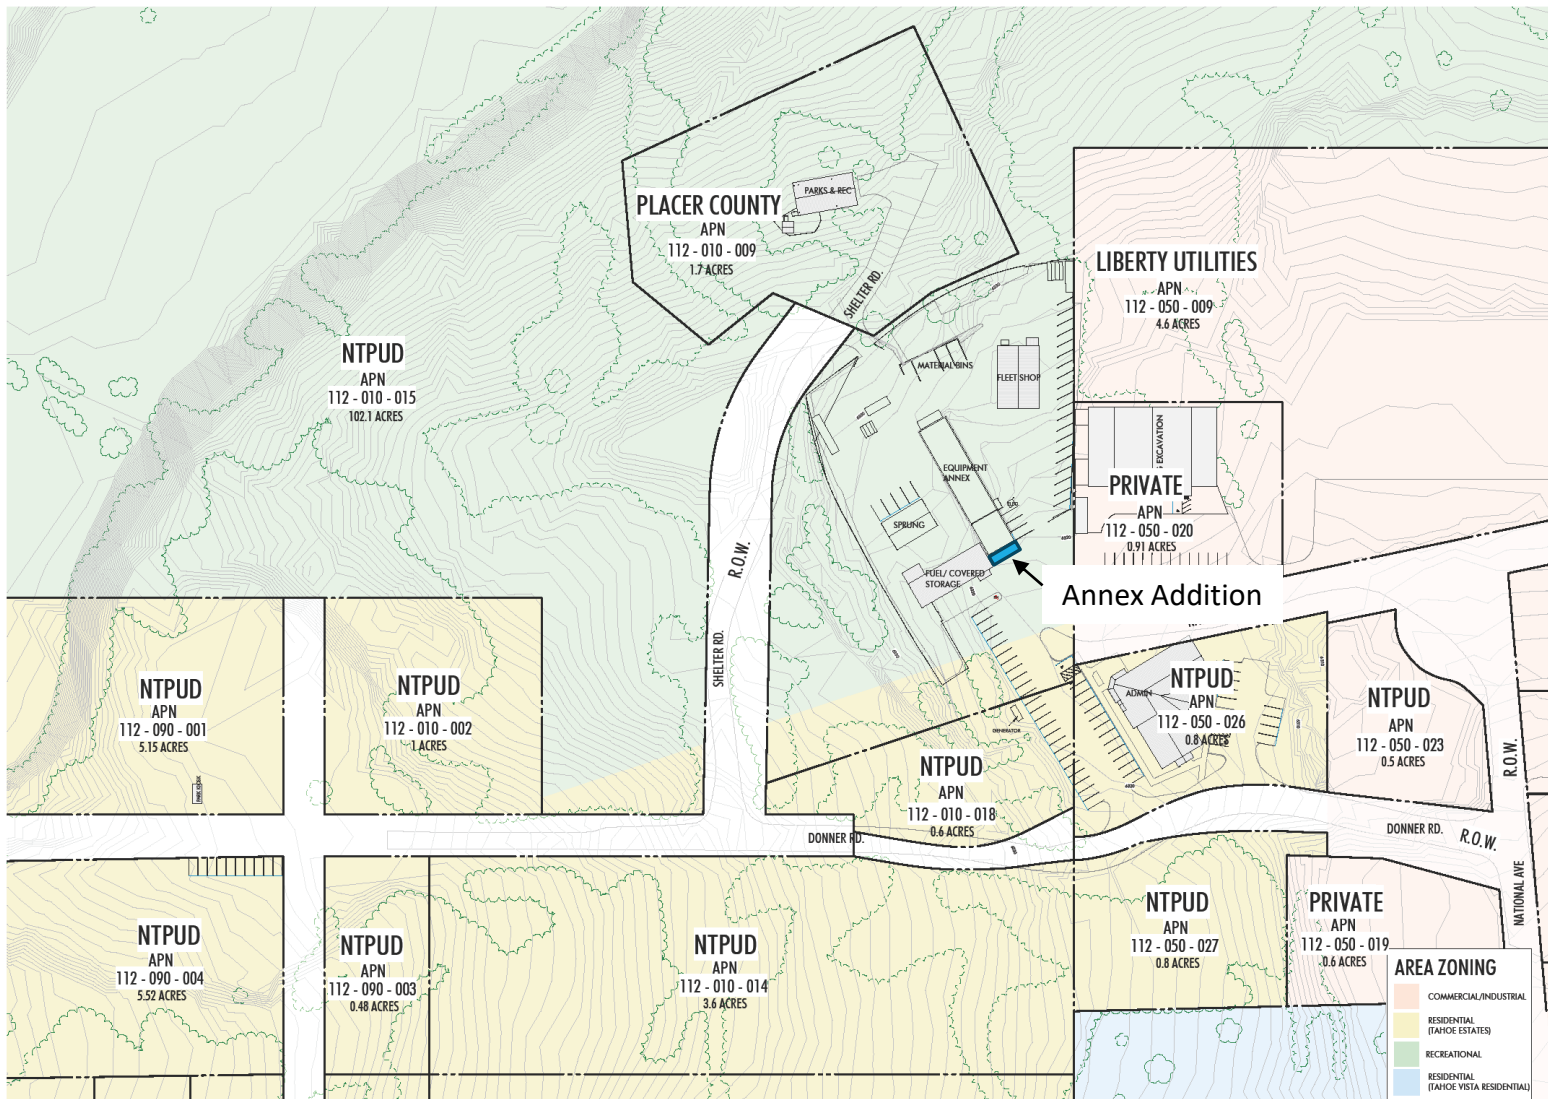 PARKS & REC
PLACER COUNTY
APN
112 - 010 - 009
1.7 ACRES
SHELTER RD.
LIBERTY UTILITIES
APN
112 - 050 - 009
4.6 ACRES
NTPUD
APN
112 - 010 - 015
102.1 ACRES
MATERIAL BINS
FLEET SHOP
EQUIPMENT
ANNEX
EXCAVATION
PRIVATE
APN
112 - 050 - 020
0.91 ACRES
SPRUNG
R.O.W.
FUEL/ COVERED
STORAGE
Annex Addition
SHELTER RD.
NTPUD
APN
112 - 090 - 001
5.15 ACRES
NTPUD
APN
112 - 010 - 002
1 ACRES
ADMIN
NTPUD
APN
112 - 050 - 026
0.8 ACRES
NTPUD
APN
112 - 050 - 023
0.5 ACRES
R.O.W.
GENERATOR
NTPUD
APN
112 - 010 - 018
0.6 ACRES
DONNER RD.
DONNER RD.
R.O.W.
NATIONAL AVE
NTPUD
APN
112 - 090 - 004
5.52 ACRES
NTPUD
APN
112 - 090 - 003
0.48 ACRES
NTPUD
APN
112 - 010 - 014
3.6 ACRES
NTPUD
APN
112 - 050 - 027
0.8 ACRES
PRIVATE
APN
112 - 050 - 019
0.6 ACRES
AREA ZONING
COMMERCIAL/INDUSTRIAL
RESIDENTIAL
(TAHOE ESTATES)
RECREATIONAL
RESIDENTIAL
(TAHOE VISTA RESIDENTIAL)